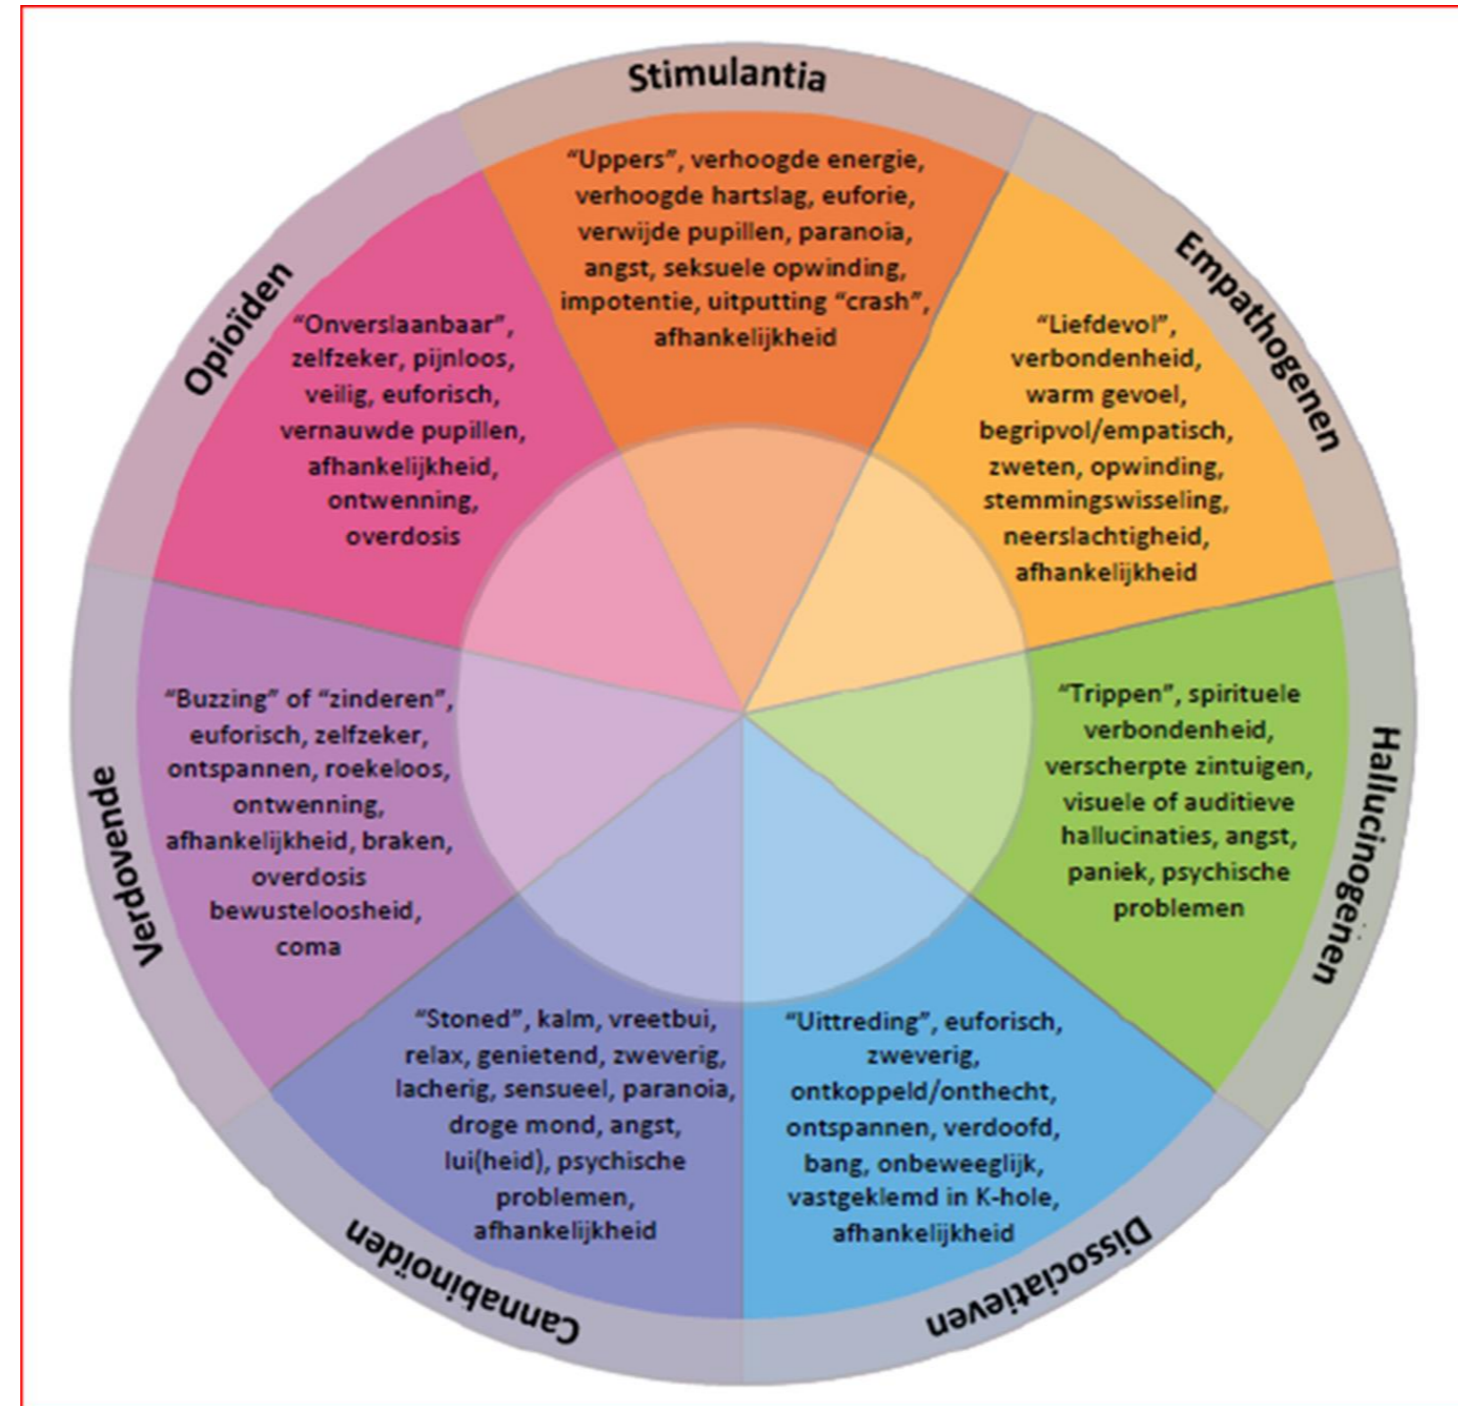 Stimulantia
“Uppers”, verhoogde energie,
verhoogde hartslag, euforie,
verwijde pupillen, paranoia,
angst, seksuele opwinding,
impotentie, uitputting “crash”,
afhankelijkheid
Empathogenen
“Liefdevol”,
verbondenheid,
warm gevoel,
begripvol/empatisch,
zweten, opwinding,
stemmingswisseling,
neerslachtigheid,
afhankelijkheid
Hallucinogenen
“Trippen”, spirituele
verbondenheid,
verscherpte zintuigen,
visuele of auditieve
hallucinaties, angst,
paniek, psychische
problemen
Dissociatieven
“Uittreding”, euforisch,
zweverig,
ontkoppeld/onthecht,
ontspannen, verdoofd,
bang, onbeweeglijk,
vastgeklemd in K-hole,
afhankelijkheid
Cannabinoïden
“Stoned”, kalm, vreetbui,
relax, genietend, zweverig,
lacherig, sensueel, paranoia,
droge mond, angst,
lui(heid), psychische
problemen,
afhankelijkheid
Verdovende
“Buzzing” of “zinderen”,
euforisch, zelfzeker,
ontspannen, roekeloos,
ontwenning,
afhankelijkheid, braken,
overdosis
bewusteloosheid,
coma
Opioïden
“Onverslaanbaar”,
zelfzeker, pijnloos,
veilig, euforisch,
vernauwde pupillen,
afhankelijkheid,
ontwenning,
overdosis